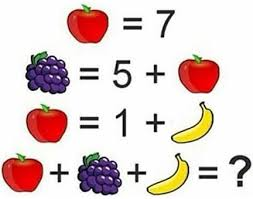 = 7
= 5 +
= 1 +
+ + = ?